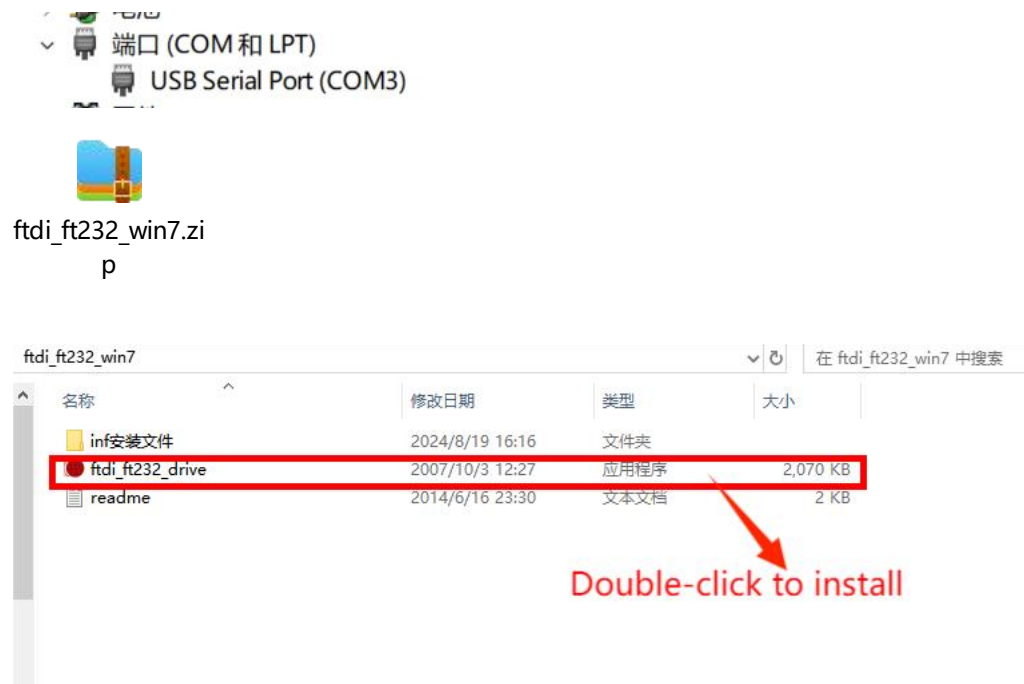 端口 (COM 和 LPT)
USB Serial Port (COM3)
ftdi_ft232_win7.zi
p
ftdi_ft232_win7
在 ftdi_ft232_win7 中搜索
名称 修改日期 类型 大小
inf安装文件 2024/8/19 16:16 文件夹
ftdi_ft232_drive 2007/10/3 12:27 应用程序 2,070 KB
readme 2014/6/16 23:30 文本文档 2 KB
Double-click to install